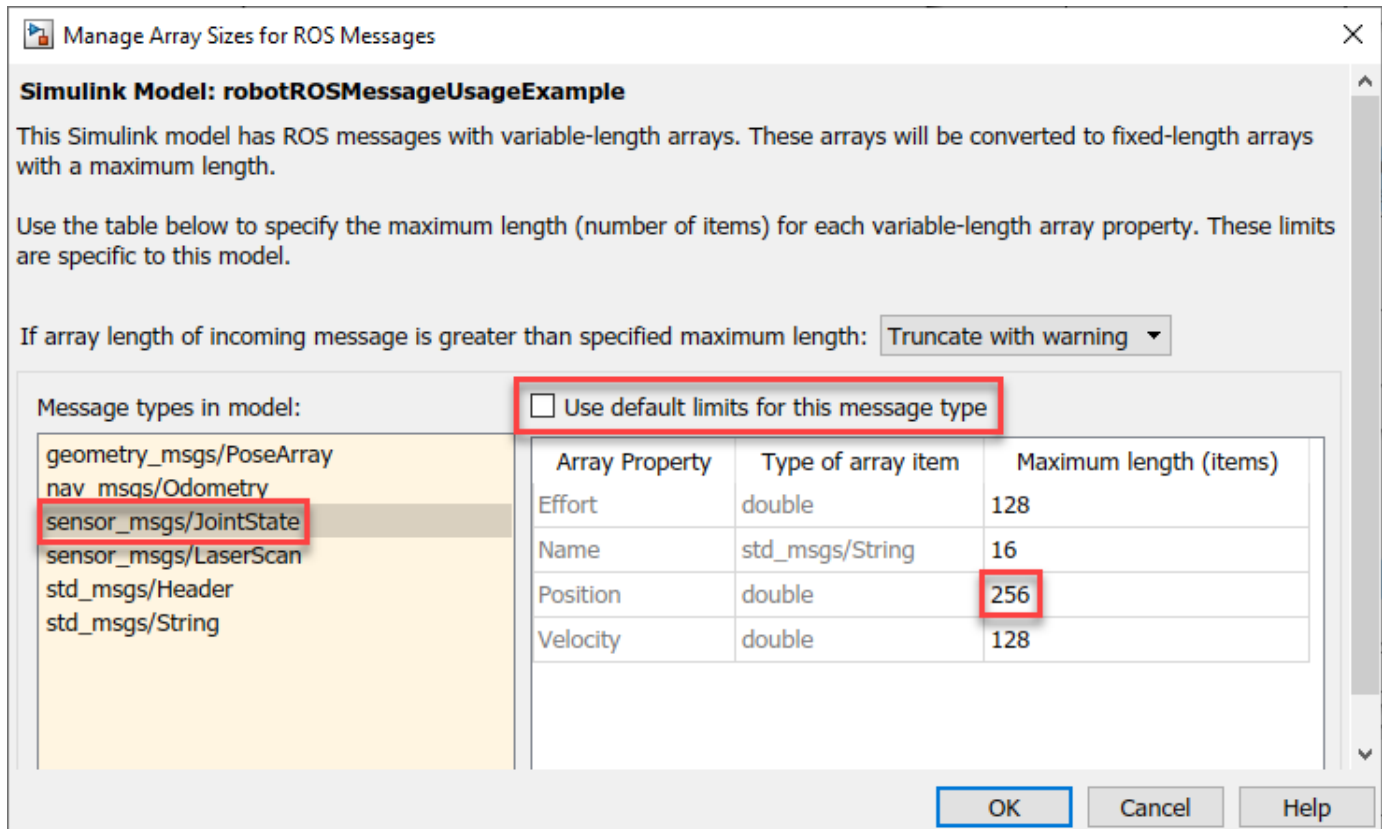 Manage Array Sizes for ROS Messages
Simulink Model: robotROSMessageUsageExample
This Simulink model has ROS messages with variable-length arrays. These arrays will be converted to fixed-length arrays
with a maximum length.
Use the table below to specify the maximum length (number of items) for each variable-length array property. These limits
are specific to this model.
If array length of incoming message is greater than specified maximum length: Truncate with warning
Message types in model:
geometry_msgs/PoseArray
nav_msgs/Odometry
sensor_msgs/JointState
sensor_msgs/LaserScan
std_msgs/Header
std_msgs/String
Use default limits for this message type
Array Property Type of array item Maximum length (items)
Effort double 128
Name std_msgs/String 16
Position double 256
Velocity double 128
OK Cancel Help